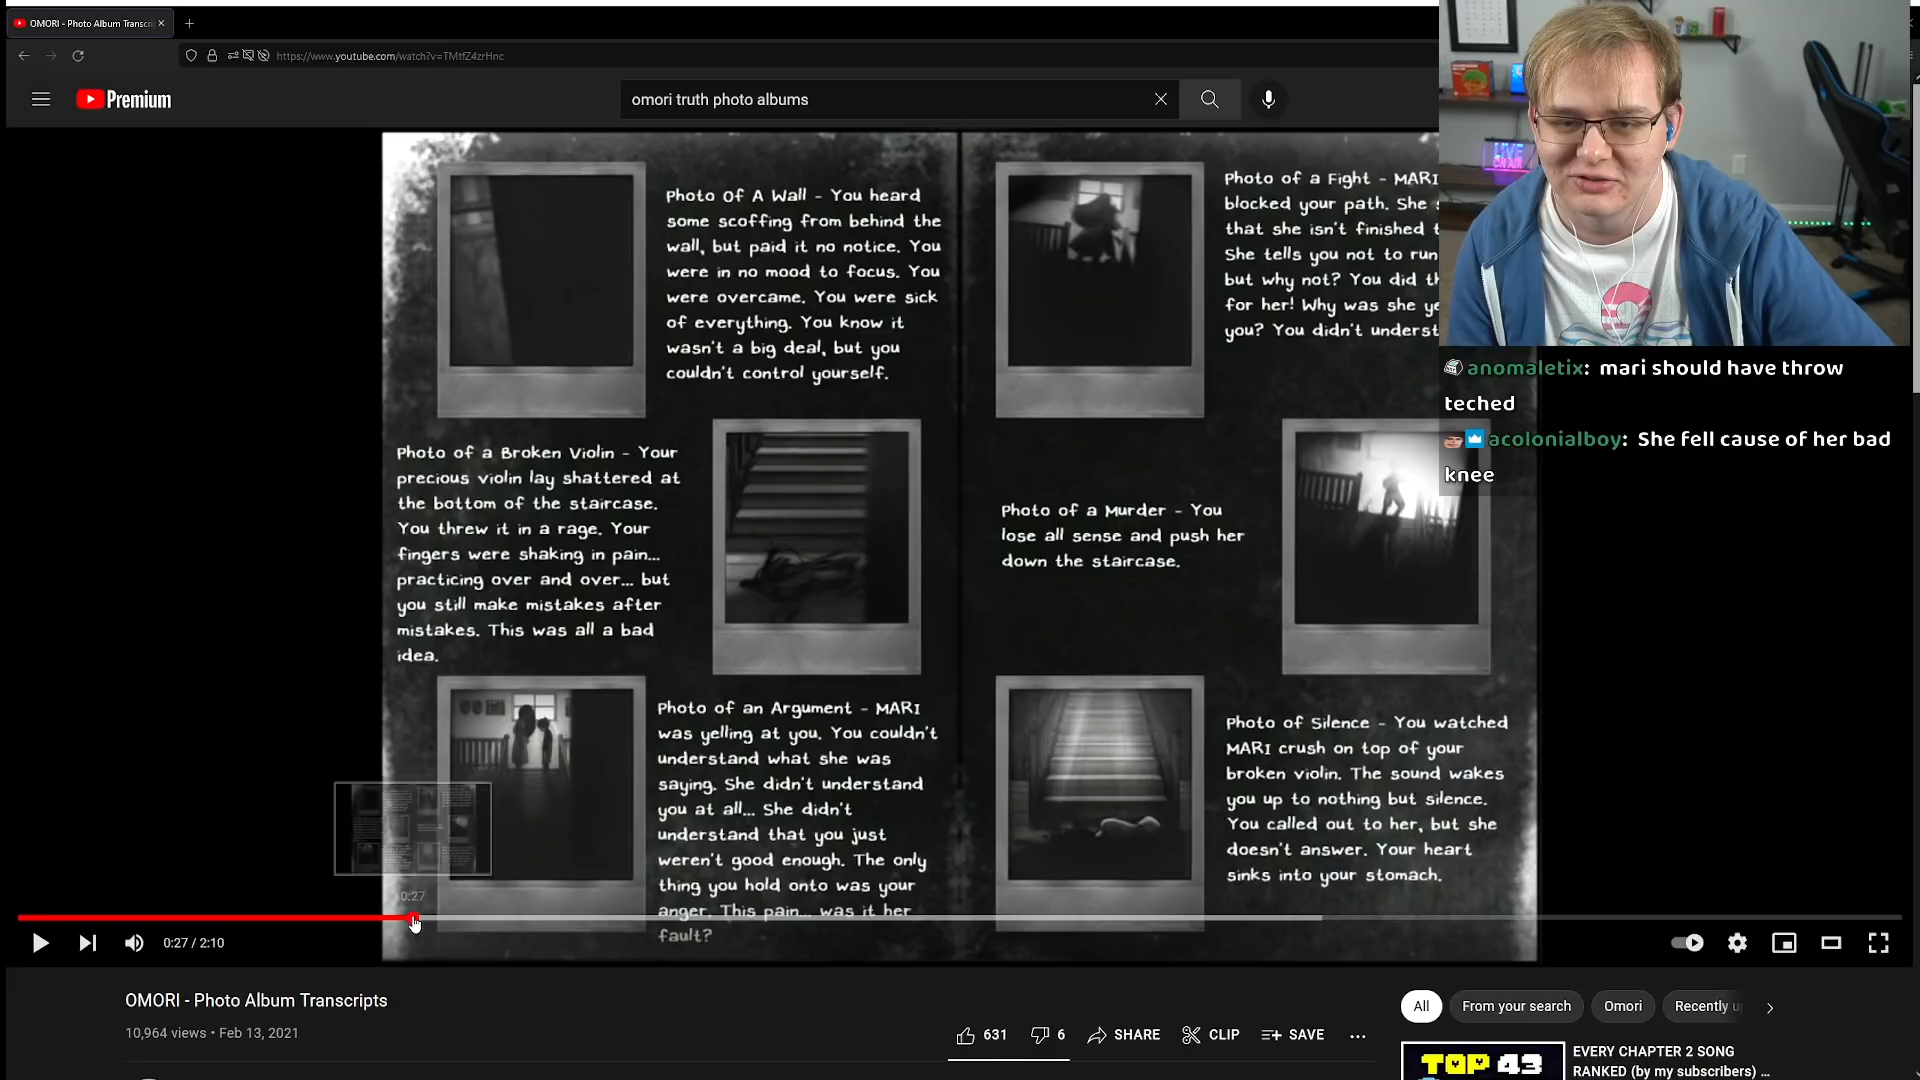 OMORI - Photo Album Transcri
https://www.youtube.com/watch?v=TMtfZ4zrHnc
Premium
omori truth photo albums
Photo Of A Wall - You heard
some scoffing from behind the
wall, but paid it no notice. You
were in no mood to focus. You
were overcame. You were sick
of everything. You know it
wasn't a big deal, but you
couldn't control yourself.
Photo of a Broken Violin - Your
precious violin lay shattered at
the bottom of the staircase.
You threw it in a rage. Your
fingers were shaking in pain...
practicing over and over... but
you still make mistakes after
mistakes. This was all a bad
idea.
Photo of an Argument - MARI
was yelling at you. You couldn't
understand what she was
saying. She didn't understand
you at all... She didn't
understand that you just
weren't good enough. The only
thing you hold onto was your
anger. This pain... was it her
fault?
Photo of a Fight - MARI
blocked your path. She
that she isn't finished
She tells you not to run
but why not? You did
for her! Why was she
you? You didn't
Photo of a Murder - You
lose all sense and push her
down the staircase.
Photo of Silence - You watched
MARI crush on top of your
broken violin. The sound wakes
you up to nothing but silence.
You called out to her, but she
doesn't answer. Your heart
sinks into your stomach.
LIVE
ON AIR
anomaletix: mari should have throw
teched
acolonialboy: She fell cause of her bad
knee
0:27
0:27 / 2:10
OMORI - Photo Album Transcripts
10,964 views • Feb 13, 2021
631
6
SHARE
CLIP
SAVE
All
From your search
Omori
Recently
TOP 43
EVERY CHAPTER 2 SONG
RANKED (by my subscribers) ...